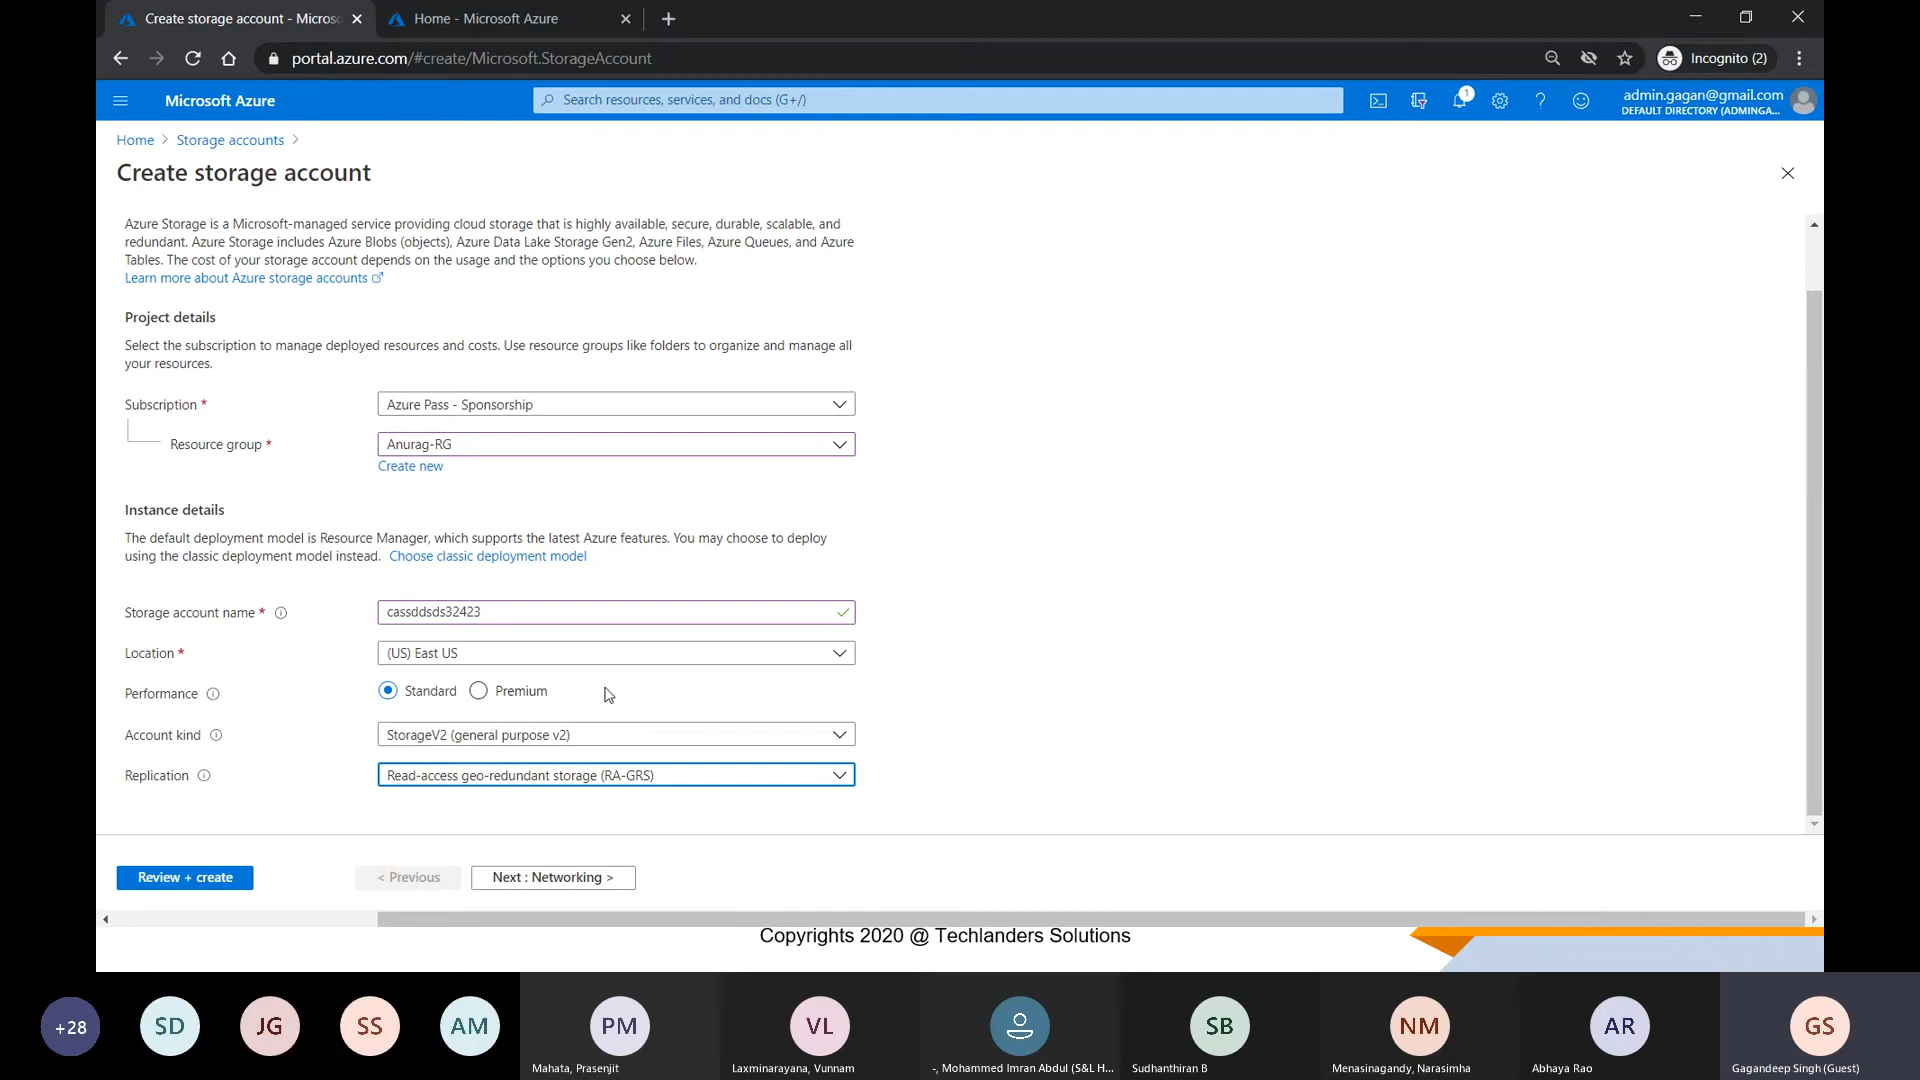 Create storage account - Micros
Home - Microsoft Azure
portal.azure.com/#create/Microsoft.StorageAccount
Incognito (2)
Microsoft Azure
Search resources, services, and docs (G+/)
1
admin.gagan@gmail.com
DEFAULT DIRECTORY (ADMINGA...
Home > Storage accounts >
Create storage account
Azure Storage is a Microsoft-managed service providing cloud storage that is highly available, secure, durable, scalable, and
redundant. Azure Storage includes Azure Blobs (objects), Azure Data Lake Storage Gen2, Azure Files, Azure Queues, and Azure
Tables. The cost of your storage account depends on the usage and the options you choose below.
Learn more about Azure storage accounts
Project details
Select the subscription to manage deployed resources and costs. Use resource groups like folders to organize and manage all
your resources.
Subscription *
Azure Pass - Sponsorship
Resource group *
Anurag-RG
Create new
Instance details
The default deployment model is Resource Manager, which supports the latest Azure features. You may choose to deploy
using the classic deployment model instead. Choose classic deployment model
Storage account name *
cassddsds32423
Location *
(US) East US
Performance
Standard
Premium
Account kind
StorageV2 (general purpose v2)
Replication
Read-access geo-redundant storage (RA-GRS)
Review + create
< Previous
Next : Networking >
Copyrights 2020 @ Techlanders Solutions
+28
SD
JG
SS
AM
PM
VL
SB
NM
AR
GS
Mahata, Prasenjit
Laxminarayana, Vunnam
-, Mohammed Imran Abdul (S&L H...
Sudhanthiran B
Menasinagandy, Narasimha
Abhaya Rao
Gagandeep Singh (Guest)